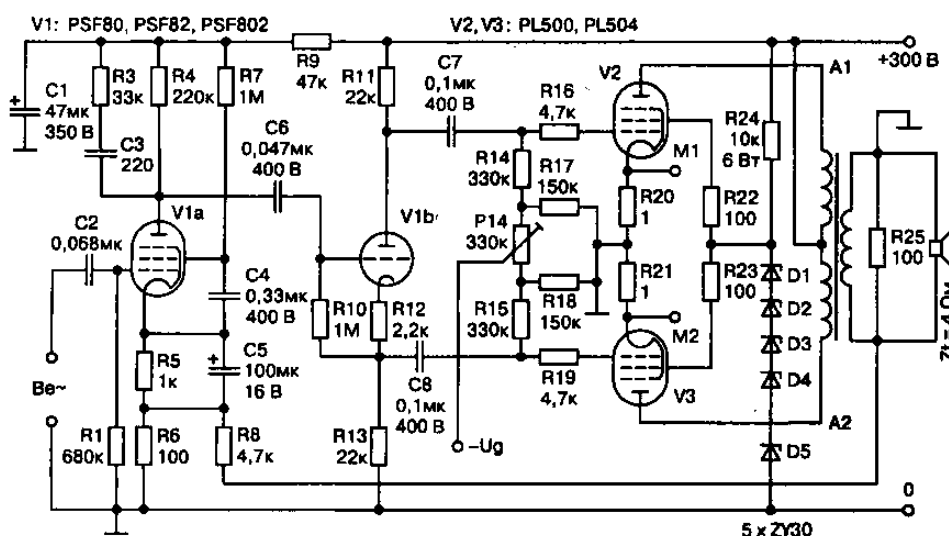 V1: PSF80, PSF82, PSF802
V2, V3: PL500, PL504
C1
47мк
350 В
R3
33к
R4
220к
R7
1М
R9
47к
R11
22к
C7
0,1мк
400 В
R16
4,7к
V2
A1
+300 В
C3
220
C6
0,047мк
400 В
R14
330к
R17
150к
M1
R24
10к
6 Вт
C2
0,068мк
V1a
V1b
P14
330к
R20
1
R22
100
R25
100
C4
0,33мк
400 В
R10
1М
R12
2,2к
R15
330к
R18
150к
R21
1
R23
100
D1
D2
D3
D4
D5
Ве~
R5
1к
C5
100мк
16 В
C8
0,1мк
400 В
R19
4,7к
M2
V3
A2
R1
680к
R6
100
R8
4,7к
R13
22к
–Ug
0
5 x ZY30